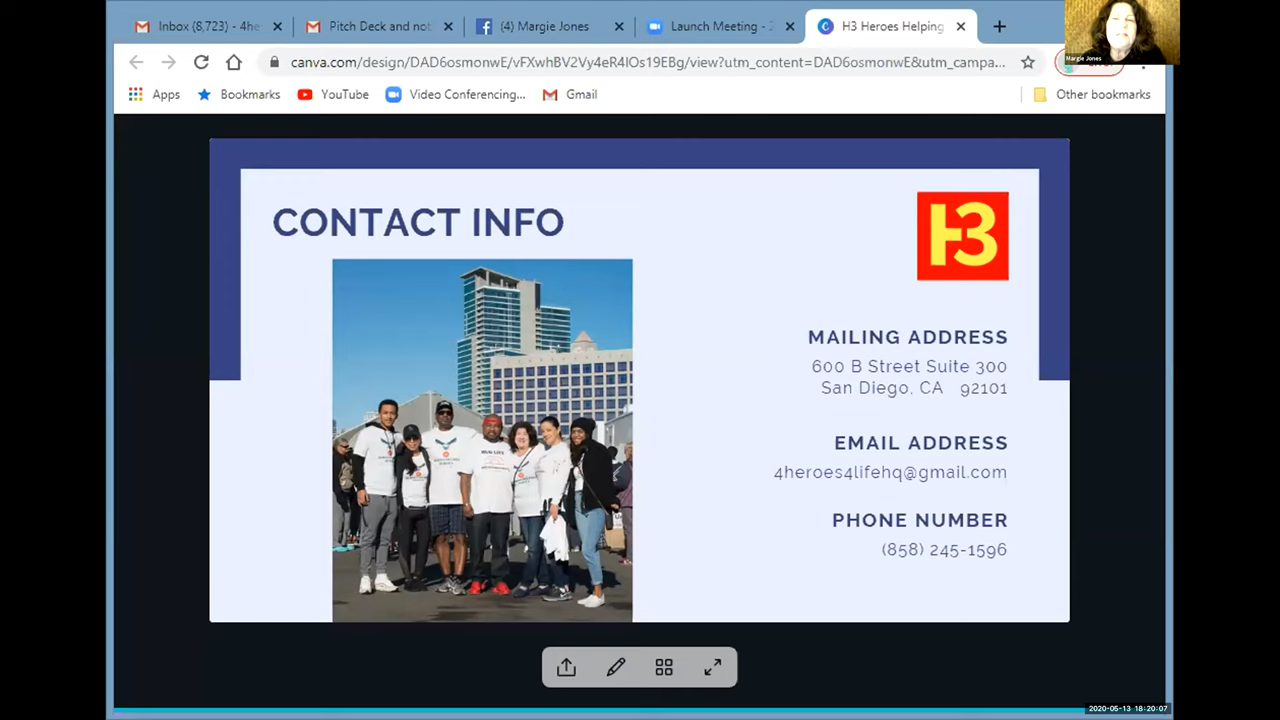 Inbox (8,723) - 4he
Pitch Deck and not
(4) Margie Jones
Launch Meeting - Z
H3 Heroes Helping
canva.com/design/DAD6osmonwE/vFXwhBV2Vy4eR4lOs19EBg/view?utm_content=DAD6osmonwE&utm_campa...
Apps
Bookmarks
YouTube
Video Conferencing...
Gmail
Other bookmarks
Margie Jones
CONTACT INFO
H3
MAILING ADDRESS
600 B Street Suite 300
San Diego, CA 92101
EMAIL ADDRESS
4heroes4lifehq@gmail.com
PHONE NUMBER
(858) 245-1596
2020-05-13 18:20:07